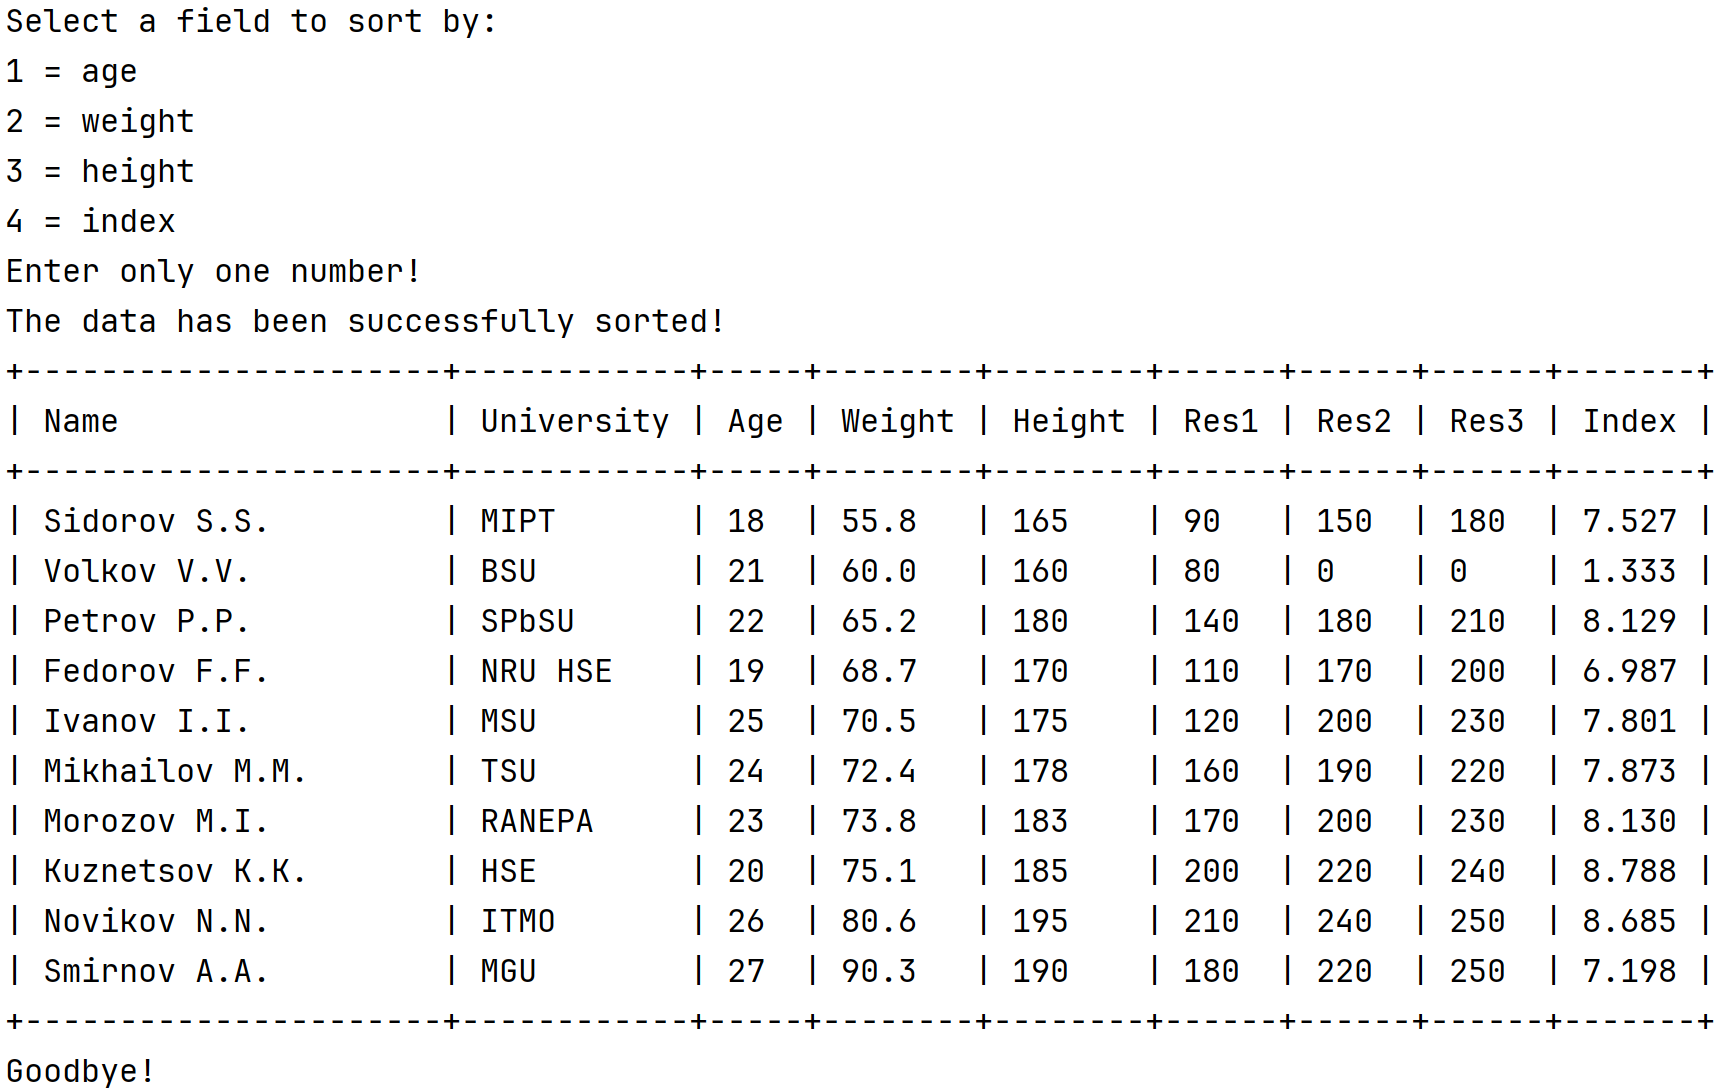 Select a field to sort by:
1 = age
2 = weight
3 = height
4 = index
Enter only one number!
The data has been successfully sorted!
+----------------------+------------+-----+--------+--------+------+------+------+-------+
| Name                 | University | Age | Weight | Height | Res1 | Res2 | Res3 | Index |
+----------------------+------------+-----+--------+--------+------+------+------+-------+
| Sidorov S.S.         | MIPT       | 18  | 55.8   | 165    | 90   | 150  | 180  | 7.527 |
| Volkov V.V.          | BSU        | 21  | 60.0   | 160    | 80   | 0    | 0    | 1.333 |
| Petrov P.P.          | SPbSU      | 22  | 65.2   | 180    | 140  | 180  | 210  | 8.129 |
| Fedorov F.F.         | NRU HSE    | 19  | 68.7   | 170    | 110  | 170  | 200  | 6.987 |
| Ivanov I.I.          | MSU        | 25  | 70.5   | 175    | 120  | 200  | 230  | 7.801 |
| Mikhailov M.M.       | TSU        | 24  | 72.4   | 178    | 160  | 190  | 220  | 7.873 |
| Morozov M.I.         | RANEPA     | 23  | 73.8   | 183    | 170  | 200  | 230  | 8.130 |
| Kuznetsov K.K.       | HSE        | 20  | 75.1   | 185    | 200  | 220  | 240  | 8.788 |
| Novikov N.N.         | ITMO       | 26  | 80.6   | 195    | 210  | 240  | 250  | 8.685 |
| Smirnov A.A.         | MGU        | 27  | 90.3   | 190    | 180  | 220  | 250  | 7.198 |
+----------------------+------------+-----+--------+--------+------+------+------+-------+
Goodbye!